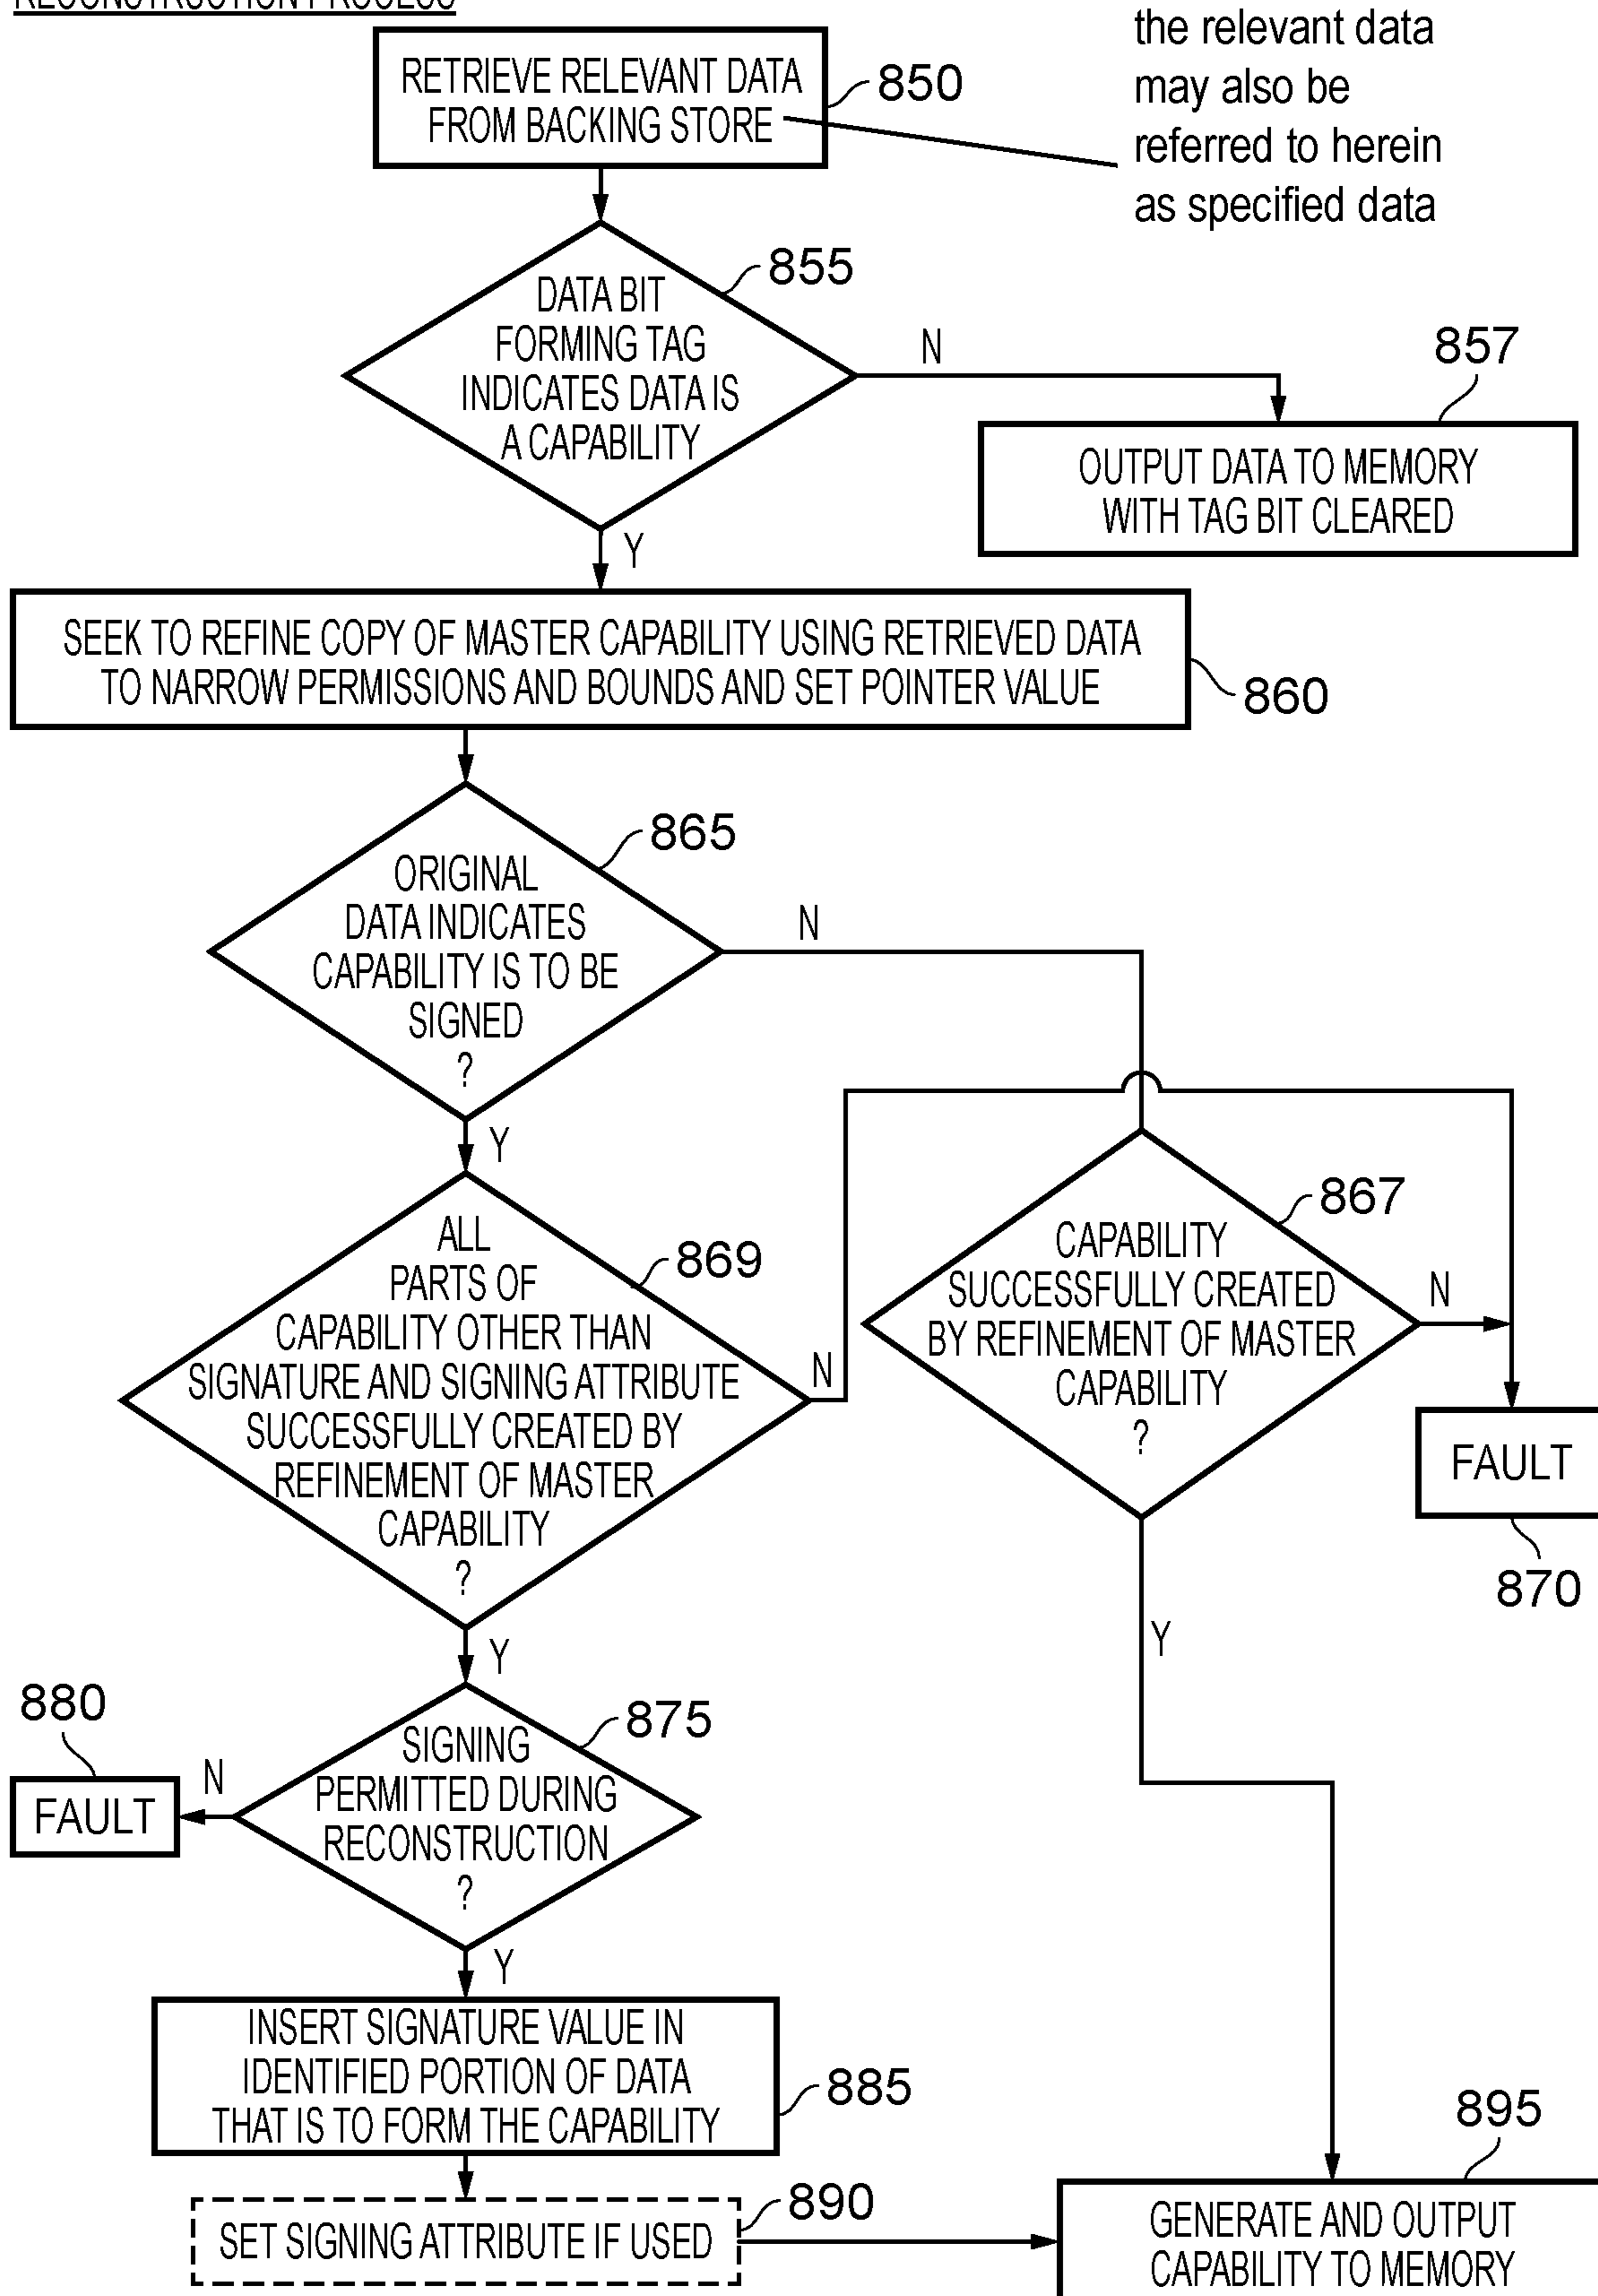 RECONSTRUCTION PROCESS
RETRIEVE RELEVANT DATA
FROM BACKING STORE
850
the relevant data
may also be
referred to herein
as specified data
855
DATA BIT
FORMING TAG
INDICATES DATA IS
A CAPABILITY
N
857
OUTPUT DATA TO MEMORY
WITH TAG BIT CLEARED
Y
SEEK TO REFINE COPY OF MASTER CAPABILITY USING RETRIEVED DATA
TO NARROW PERMISSIONS AND BOUNDS AND SET POINTER VALUE
860
865
ORIGINAL
DATA INDICATES
CAPABILITY IS TO BE
SIGNED
?
N
Y
869
ALL
PARTS OF
CAPABILITY OTHER THAN
SIGNATURE AND SIGNING ATTRIBUTE
SUCCESSFULLY CREATED BY
REFINEMENT OF MASTER
CAPABILITY
?
N
867
CAPABILITY
SUCCESSFULLY CREATED
BY REFINEMENT OF MASTER
CAPABILITY
?
N
FAULT
870
Y
Y
880
FAULT
N
875
SIGNING
PERMITTED DURING
RECONSTRUCTION
?
Y
INSERT SIGNATURE VALUE IN
IDENTIFIED PORTION OF DATA
THAT IS TO FORM THE CAPABILITY
885
SET SIGNING ATTRIBUTE IF USED
890
895
GENERATE AND OUTPUT
CAPABILITY TO MEMORY